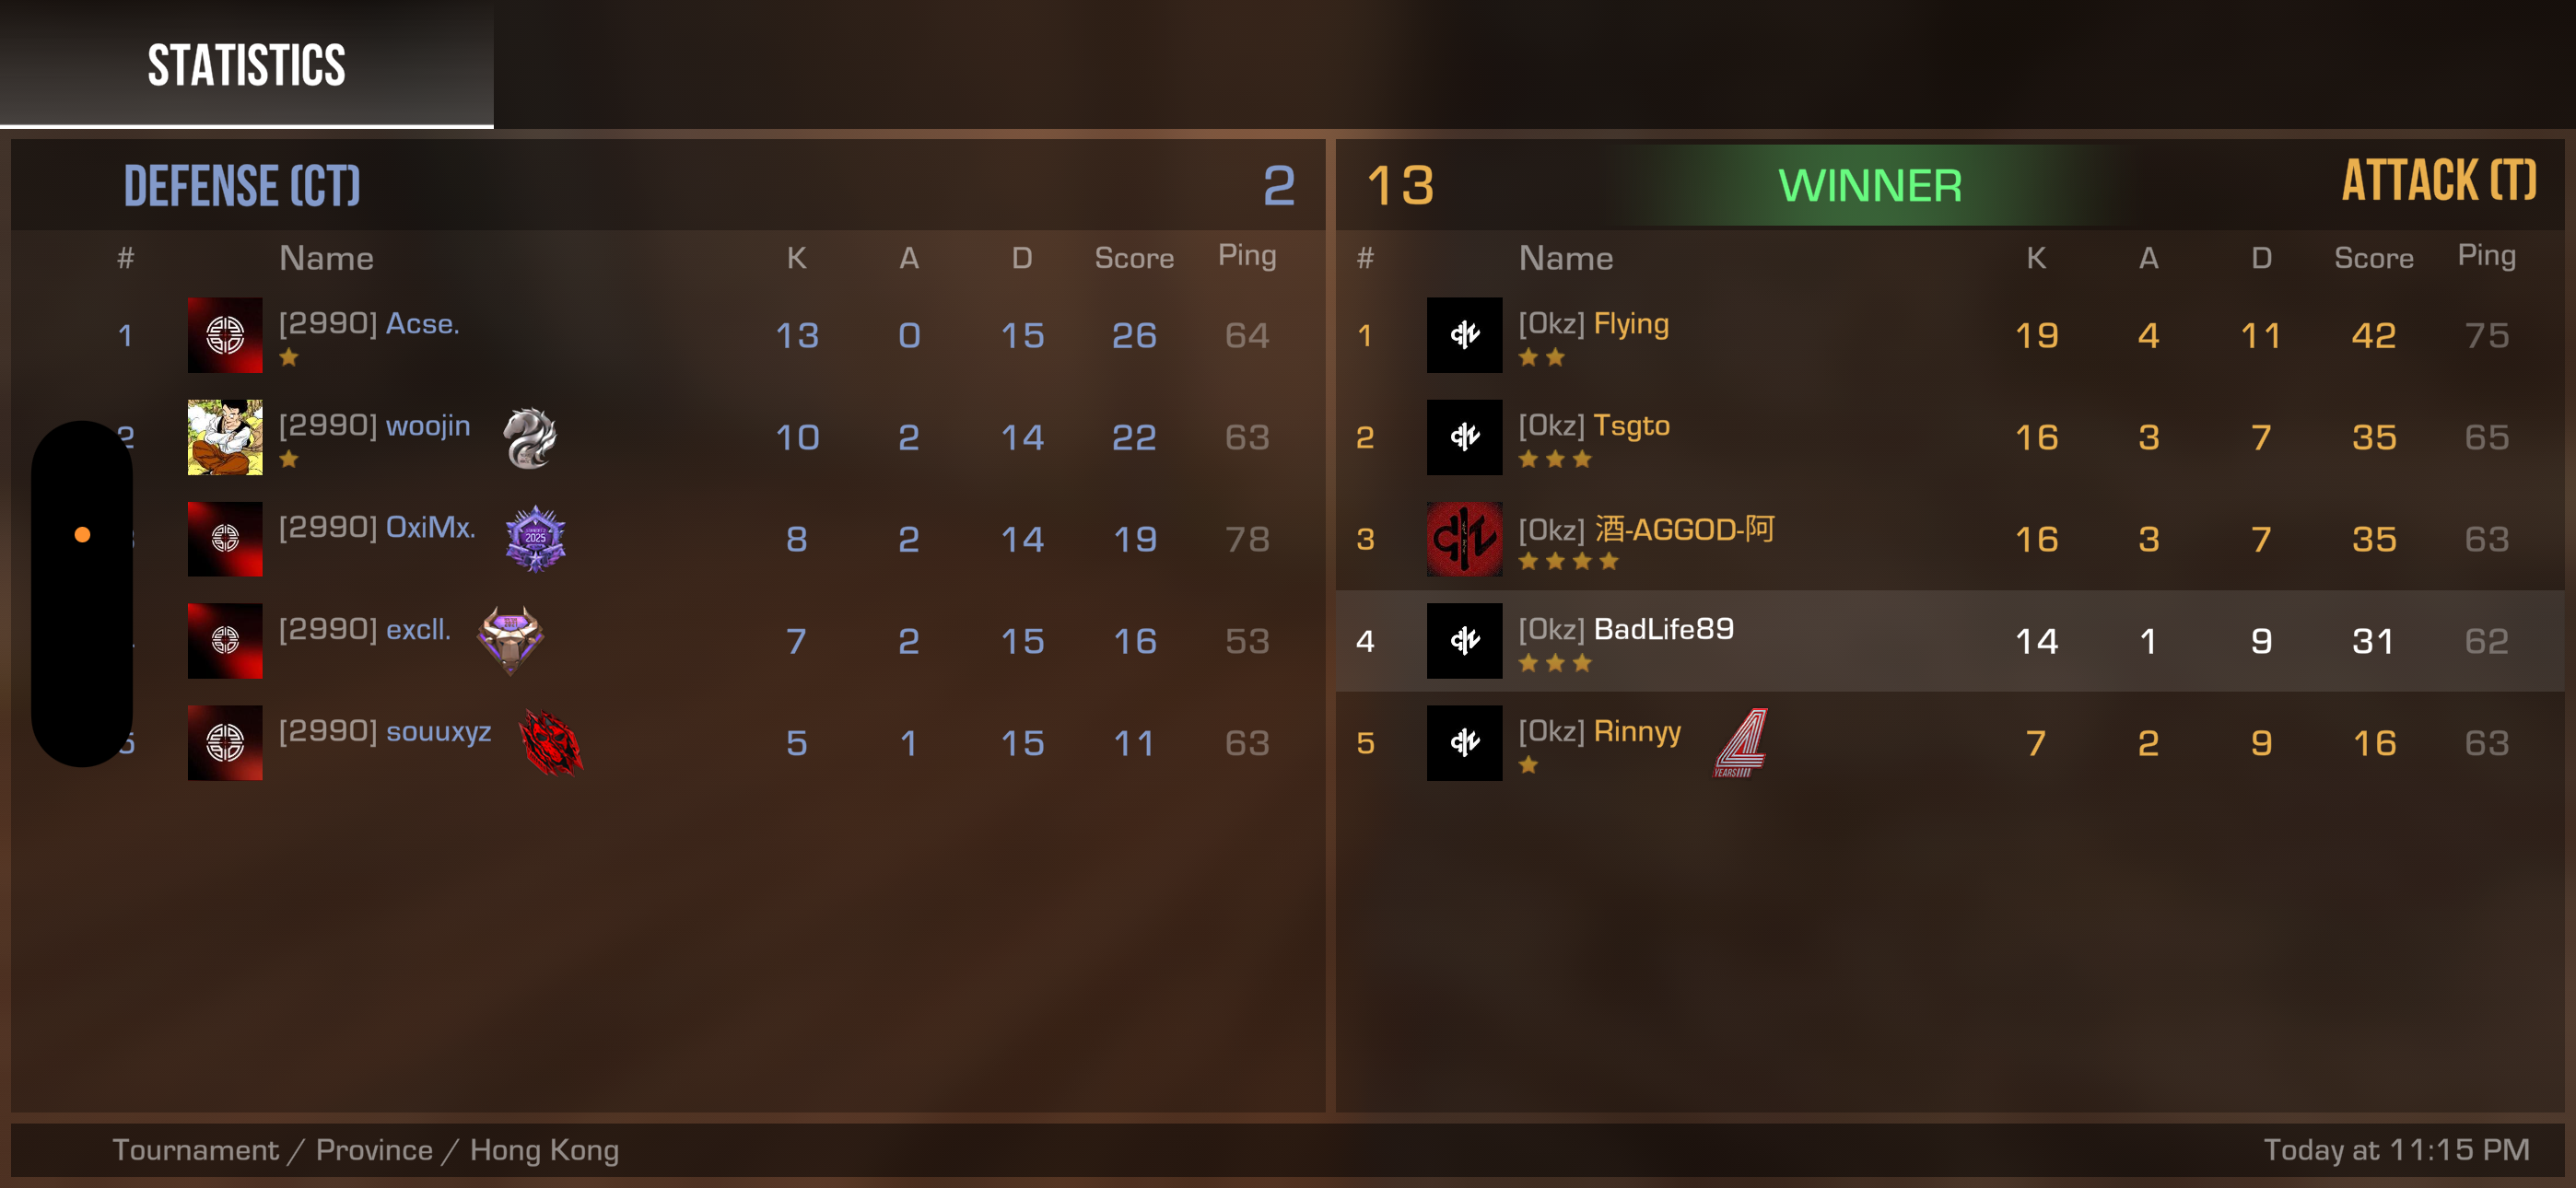 STATISTICS
DEFENSE (CT) 2
# Name K A D Score Ping
1 [2990] Acse. 13 0 15 26 64
2 [2990] woojin 10 2 14 22 63
[2990] OxiMx. 2025 8 2 14 19 78
[2990] excll. 7 2 15 16 53
5 [2990] souuxyz 5 1 15 11 63
13 WINNER ATTACK (T)
# Name K A D Score Ping
1 [Okz] Flying 19 4 11 42 75
2 [Okz] Tsgto 16 3 7 35 65
3 [Okz] 酒-AGGOD-阿 16 3 7 35 63
4 [Okz] BadLife89 14 1 9 31 62
5 [Okz] Rinnyy 4 YEARS 7 2 9 16 63
Tournament / Province / Hong Kong
Today at 11:15 PM